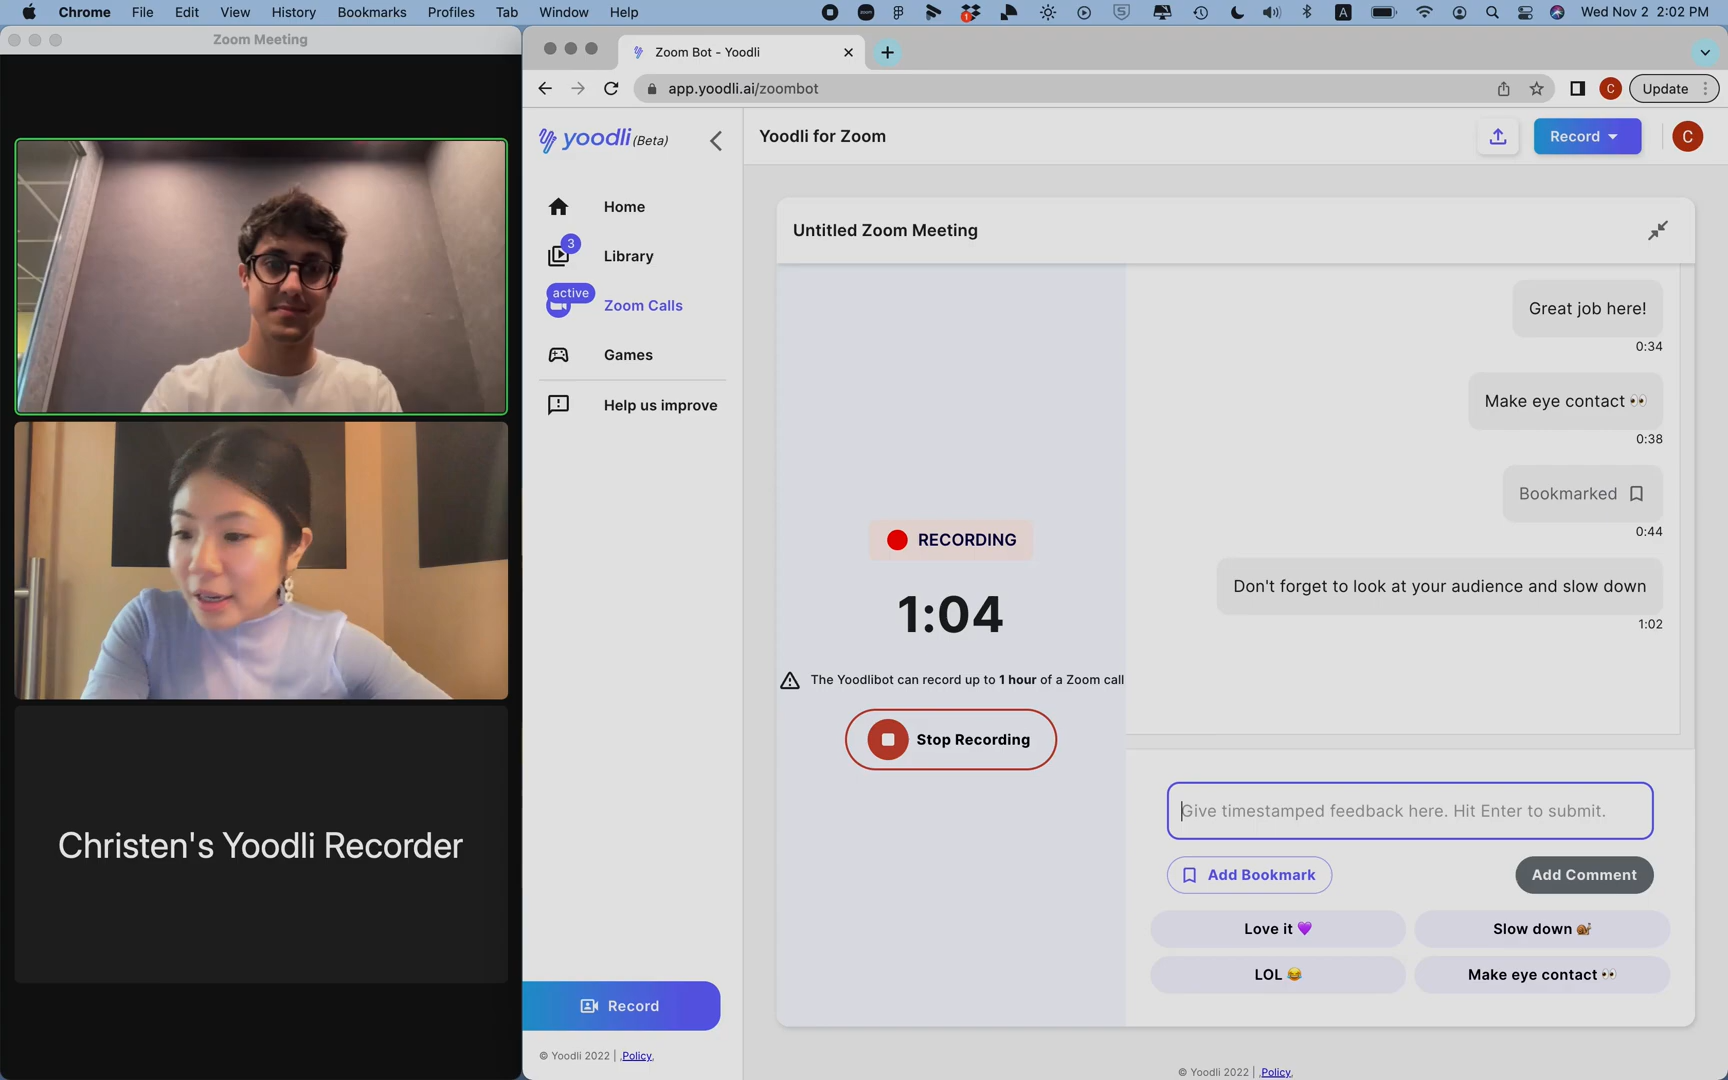 Chrome File Edit View History Bookmarks Profiles Tab Window Help
zoom 1 S A Wed Nov 2 2:02 PM
Zoom Meeting
Zoom Bot - Yoodli
app.yoodli.ai/zoombot
C Update
yoodli (Beta)
Yoodli for Zoom
Record
C
Home
3
Library
active
Zoom Calls
Games
Help us improve
Record
© Yoodli 2022 | ,Policy,
Untitled Zoom Meeting
RECORDING
1:04
The Yoodlibot can record up to 1 hour of a Zoom call
Stop Recording
Great job here!
0:34
Make eye contact 👀
0:38
Bookmarked
0:44
Don't forget to look at your audience and slow down
1:02
Give timestamped feedback here. Hit Enter to submit.
Add Bookmark
Add Comment
Love it 💜
Slow down 🐌
LOL 😂
Make eye contact 👀
© Yoodli 2022 | ,Policy,
Christen's Yoodli Recorder